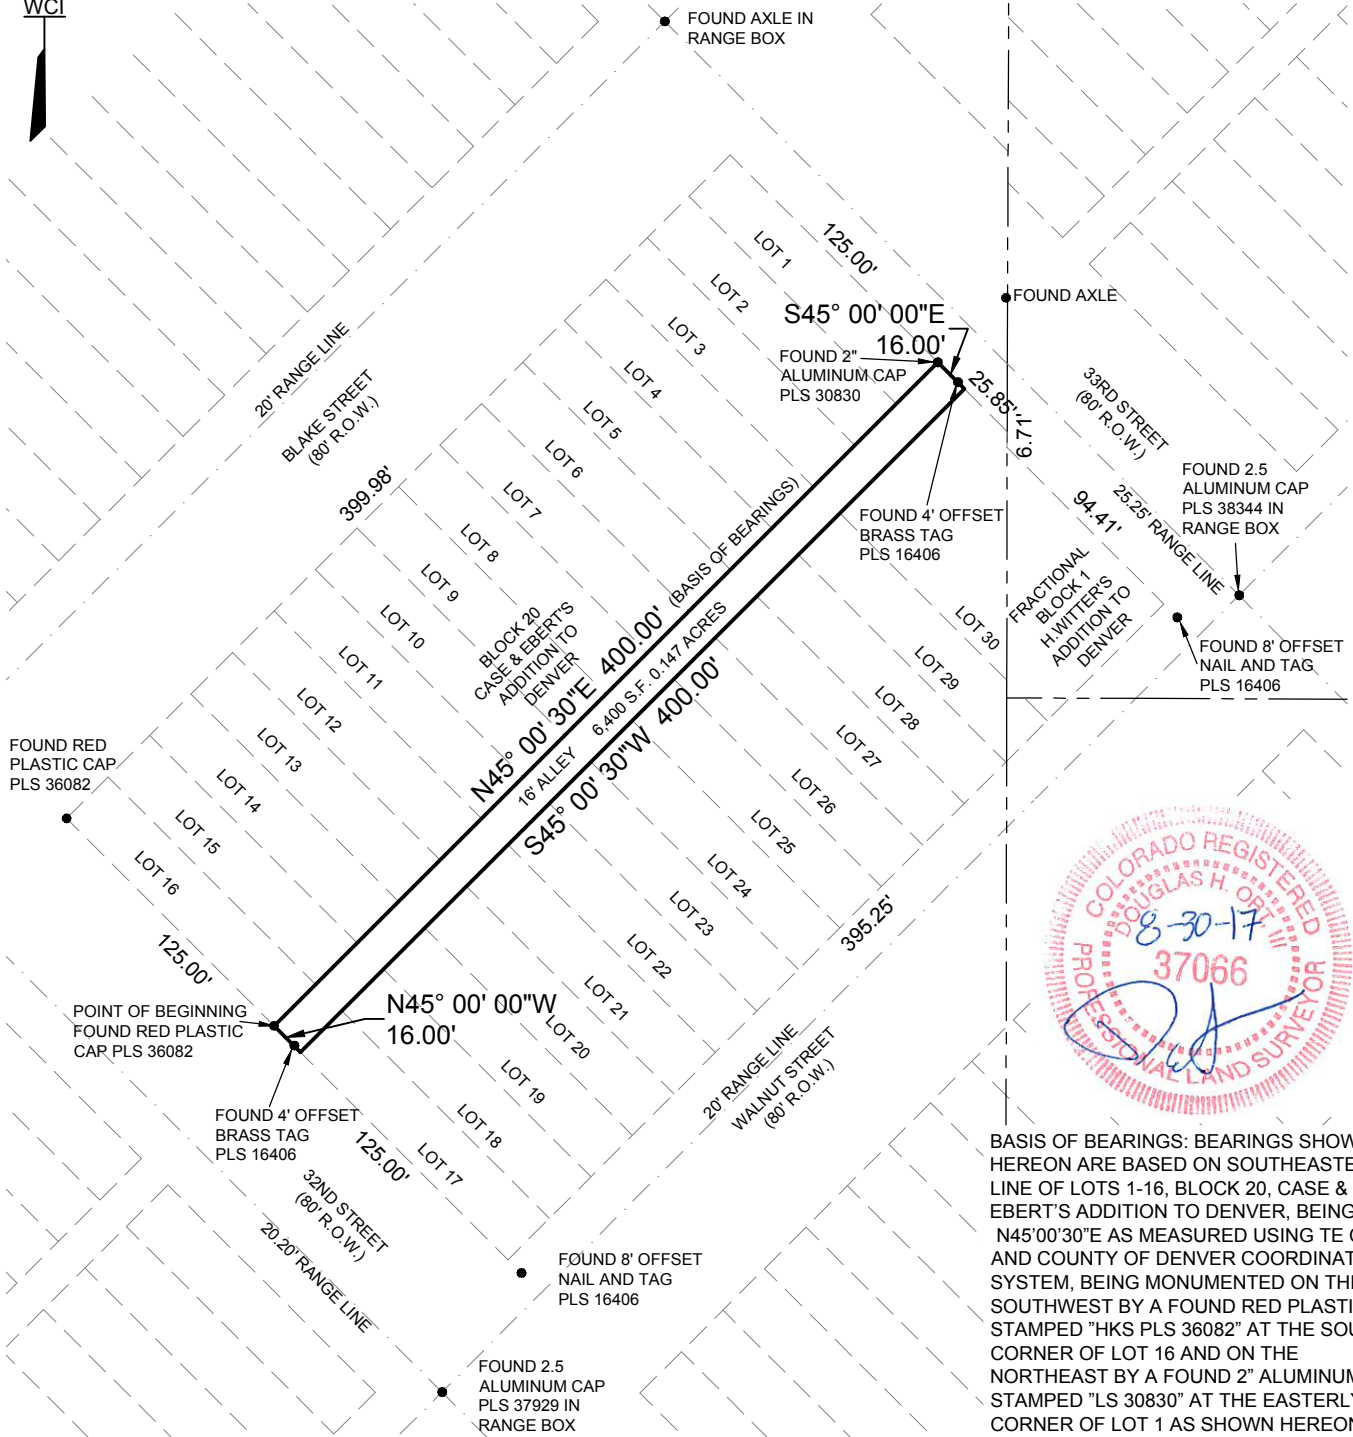 WCI
FOUND AXLE IN
RANGE BOX
LOT 1
125.00'
LOT 2
S45° 00' 00"E
16.00'
FOUND AXLE
LOT 3
FOUND 2"
ALUMINUM CAP
PLS 30830
20' RANGE LINE
BLAKE STREET
(80' R.O.W.)
LOT 4
25.85'
6.71'
33RD STREET
(80' R.O.W.)
LOT 5
LOT 6
FOUND 2.5
ALUMINUM CAP
PLS 38344 IN
RANGE BOX
399.98'
LOT 7
94.41'
25.25' RANGE LINE
FOUND 4' OFFSET
BRASS TAG
PLS 16406
LOT 8
LOT 9
LOT 10
FRACTIONAL
BLOCK 1
H.WITTER'S
ADDITION TO
DENVER
LOT 30
BLOCK 20
CASE & EBERT'S
ADDITION TO
DENVER
N45° 00' 30"E 400.00' (BASIS OF BEARINGS)
16' ALLEY 6,400 S.F. 0.147 ACRES
S45° 00' 30"W 400.00'
FOUND 8' OFFSET
NAIL AND TAG
PLS 16406
LOT 11
LOT 29
LOT 12
LOT 28
LOT 13
LOT 27
FOUND RED
PLASTIC CAP
PLS 36082
LOT 14
LOT 26
LOT 15
LOT 25
LOT 16
LOT 24
LOT 23
395.25'
COLORADO REGISTERED
DOUGLAS H. ORT III
8-30-17
37066
PROFESSIONAL LAND SURVEYOR
125.00'
LOT 22
POINT OF BEGINNING
FOUND RED PLASTIC
CAP PLS 36082
N45° 00' 00"W
16.00'
LOT 21
LOT 20
LOT 19
20' RANGE LINE
WALNUT STREET
(80' R.O.W.)
FOUND 4' OFFSET
BRASS TAG
PLS 16406
LOT 18
125.00'
LOT 17
32ND STREET
(80' R.O.W.)
20.20' RANGE LINE
FOUND 8' OFFSET
NAIL AND TAG
PLS 16406
FOUND 2.5
ALUMINUM CAP
PLS 37929 IN
RANGE BOX
BASIS OF BEARINGS: BEARINGS SHOW
HEREON ARE BASED ON SOUTHEASTE
LINE OF LOTS 1-16, BLOCK 20, CASE &
EBERT'S ADDITION TO DENVER, BEING
N45'00'30"E AS MEASURED USING TE
AND COUNTY OF DENVER COORDINAT
SYSTEM, BEING MONUMENTED ON THE
SOUTHWEST BY A FOUND RED PLASTI
STAMPED "HKS PLS 36082" AT THE SOU
CORNER OF LOT 16 AND ON THE
NORTHEAST BY A FOUND 2" ALUMINUM
STAMPED "LS 30830" AT THE EASTERLY
CORNER OF LOT 1 AS SHOWN HEREON